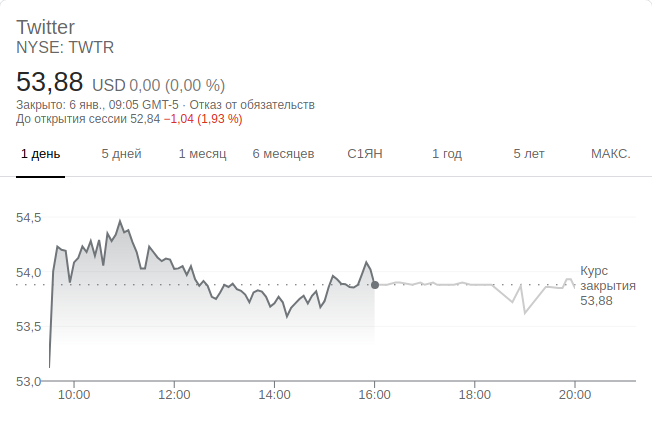 Twitter
NYSE: TWTR
53,88 USD 0,00 (0,00 %)
Закрыто: 6 янв., 09:05 GMT-5 · Отказ от обязательств
До открытия сессии 52,84 −1,04 (1,93 %)
1 день 5 дней 1 месяц 6 месяцев С1ЯН 1 год 5 лет МАКС.
54,5
54,0
53,5
53,0
Курс
закрытия
53,88
10:00 12:00 14:00 16:00 18:00 20:00